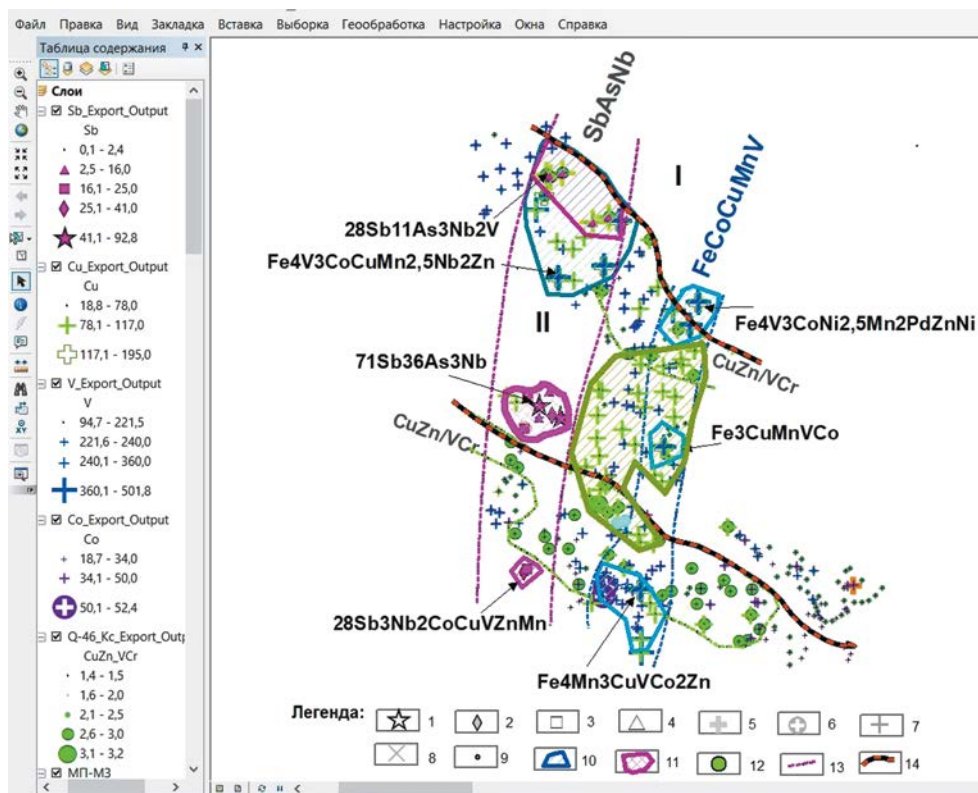 Файл Правка Вид Закладка Вставка Выборка Геообработка Настройка Окна Справка
Таблица содержания
Слои
Sb_Export_Output
Sb
0,1 - 2,4
2,5 - 16,0
16,1 - 25,0
25,1 - 41,0
41,1 - 92,8
Cu_Export_Output
Cu
18,8 - 78,0
78,1 - 117,0
117,1 - 195,0
V_Export_Output
V
94,7 - 221,5
221,6 - 240,0
240,1 - 360,0
360,1 - 501,8
Co_Export_Output
Co
18,7 - 34,0
34,1 - 50,0
50,1 - 52,4
Q-46_Kc_Export_Outp
CuZn_VCr
1,4 - 1,5
1,6 - 2,0
2,1 - 2,5
2,6 - 3,0
3,1 - 3,2
МП-МЗ
SbAsNb
I
FeCoCuMnV
28Sb11As3Nb2V
Fe4V3CoCuMn2,5Nb2Zn
II
Fe4V3CoNi2,5Mn2PdZnNi
71Sb36As3Nb
CuZn/VCr
CuZn/VCr
Fe3CuMnVCo
28Sb3Nb2CoCuVZnMn
Fe4Mn3CuVCo2Zn
Легенда: 1 2 3 4 5 6 7
8 9 10 11 12 13 14